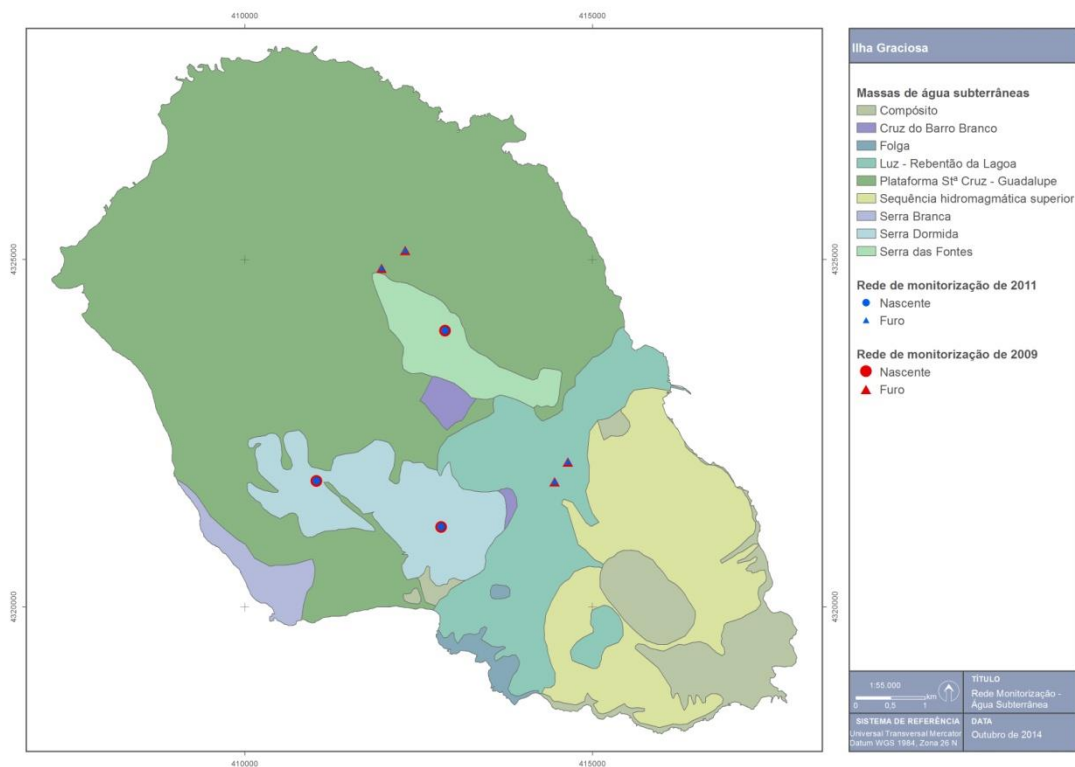 410000
415000
4325000
4325000
4320000
4320000
410000
415000
Ilha Graciosa
Massas de água subterrâneas
Compósito
Cruz do Barro Branco
Folga
Luz - Rebentão da Lagoa
Plataforma Stª Cruz - Guadalupe
Sequência hidromagmática superior
Serra Branca
Serra Dormida
Serra das Fontes
Rede de monitorização de 2011
Nascente
Furo
Rede de monitorização de 2009
Nascente
Furo
1:55.000
km
0 0,5 1
TÍTULO
Rede Monitorização -
Água Subterrânea
SISTEMA DE REFERÊNCIA
Universal Transversal Mercator
Datum WGS 1984, Zona 26 N
DATA
Outubro de 2014